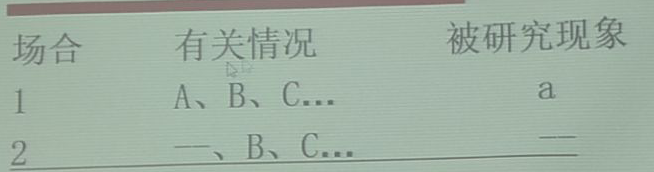 场合 有关情况 被研究现象
1 A、B、C… a
2 —、B、C… —